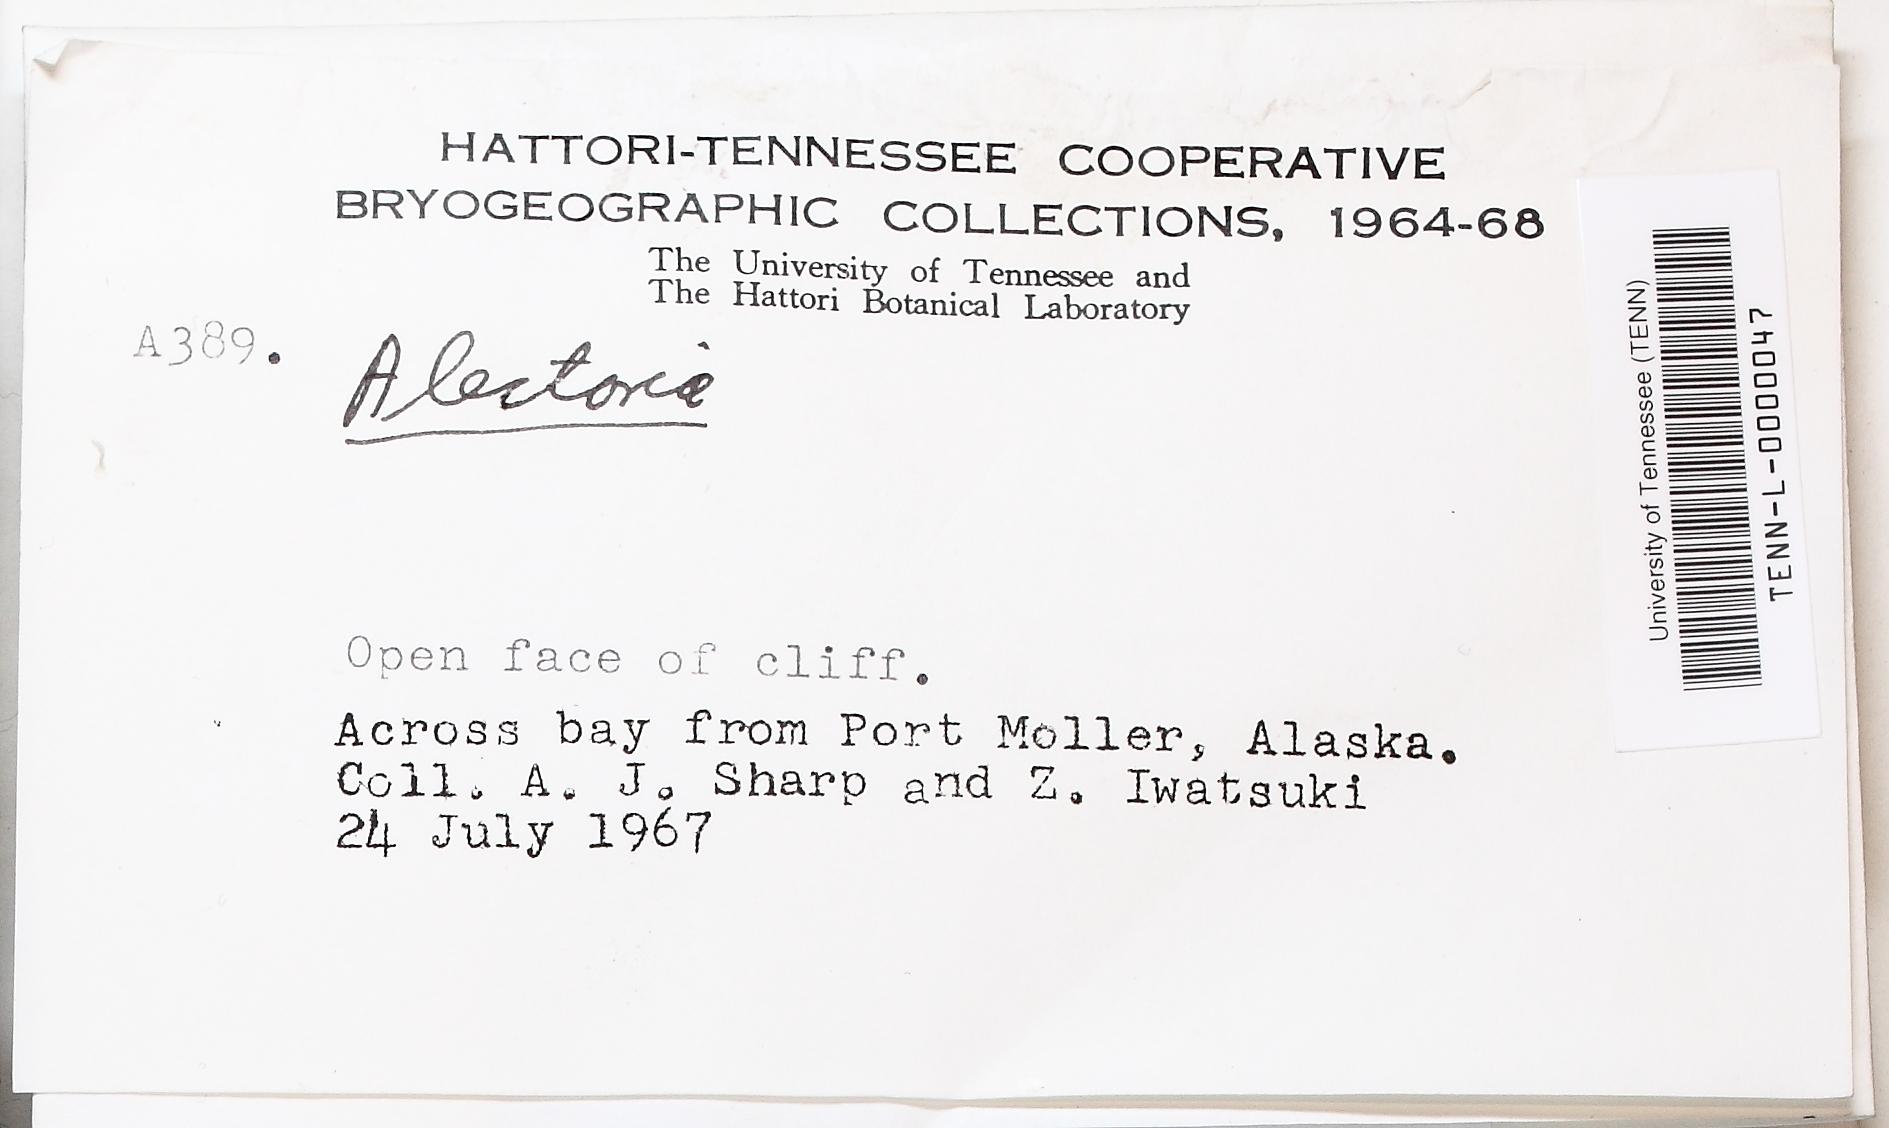 HATTORI-TENNESSEE COOPERATIVE
BRYOGEOGRAPHIC COLLECTIONS, 1964-68
The University of Tennessee and
The Hattori Botanical Laboratory
A389.
Alectoria
Open face of cliff.
Across bay from Port Moller, Alaska.
Coll. A. J. Sharp and Z. Iwatsuki
24 July 1967
University of Tennessee (TENN)
TENN-L-0000047